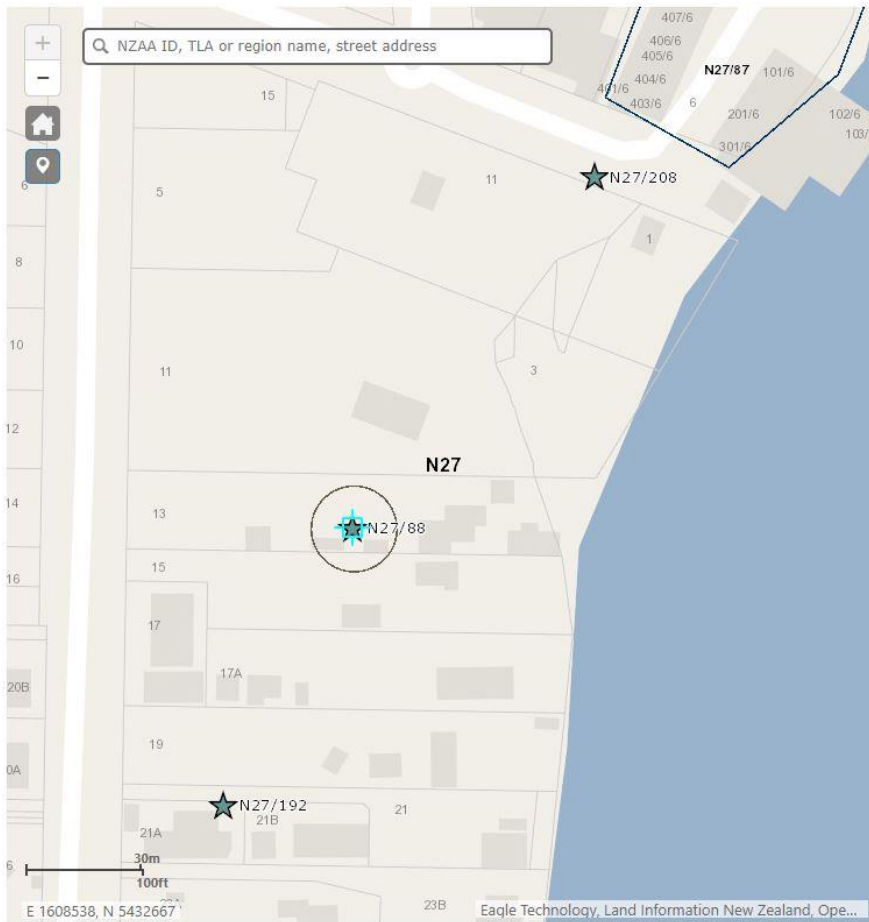 +
NZAA ID, TLA or region name, street address
−
407/6
406/6
405/6
404/6
403/6
401/6
6
N27/87
101/6
201/6
301/6
102/6
103/
15
6
5
11
N27/208
1
8
10
11
3
12
N27
14
13
N27/88
15
16
17
17A
20B
19
0A
N27/192
21B
21
21A
30m
100ft
6
23B
E 1608538, N 5432667
Eagle Technology, Land Information New Zealand, Ope...